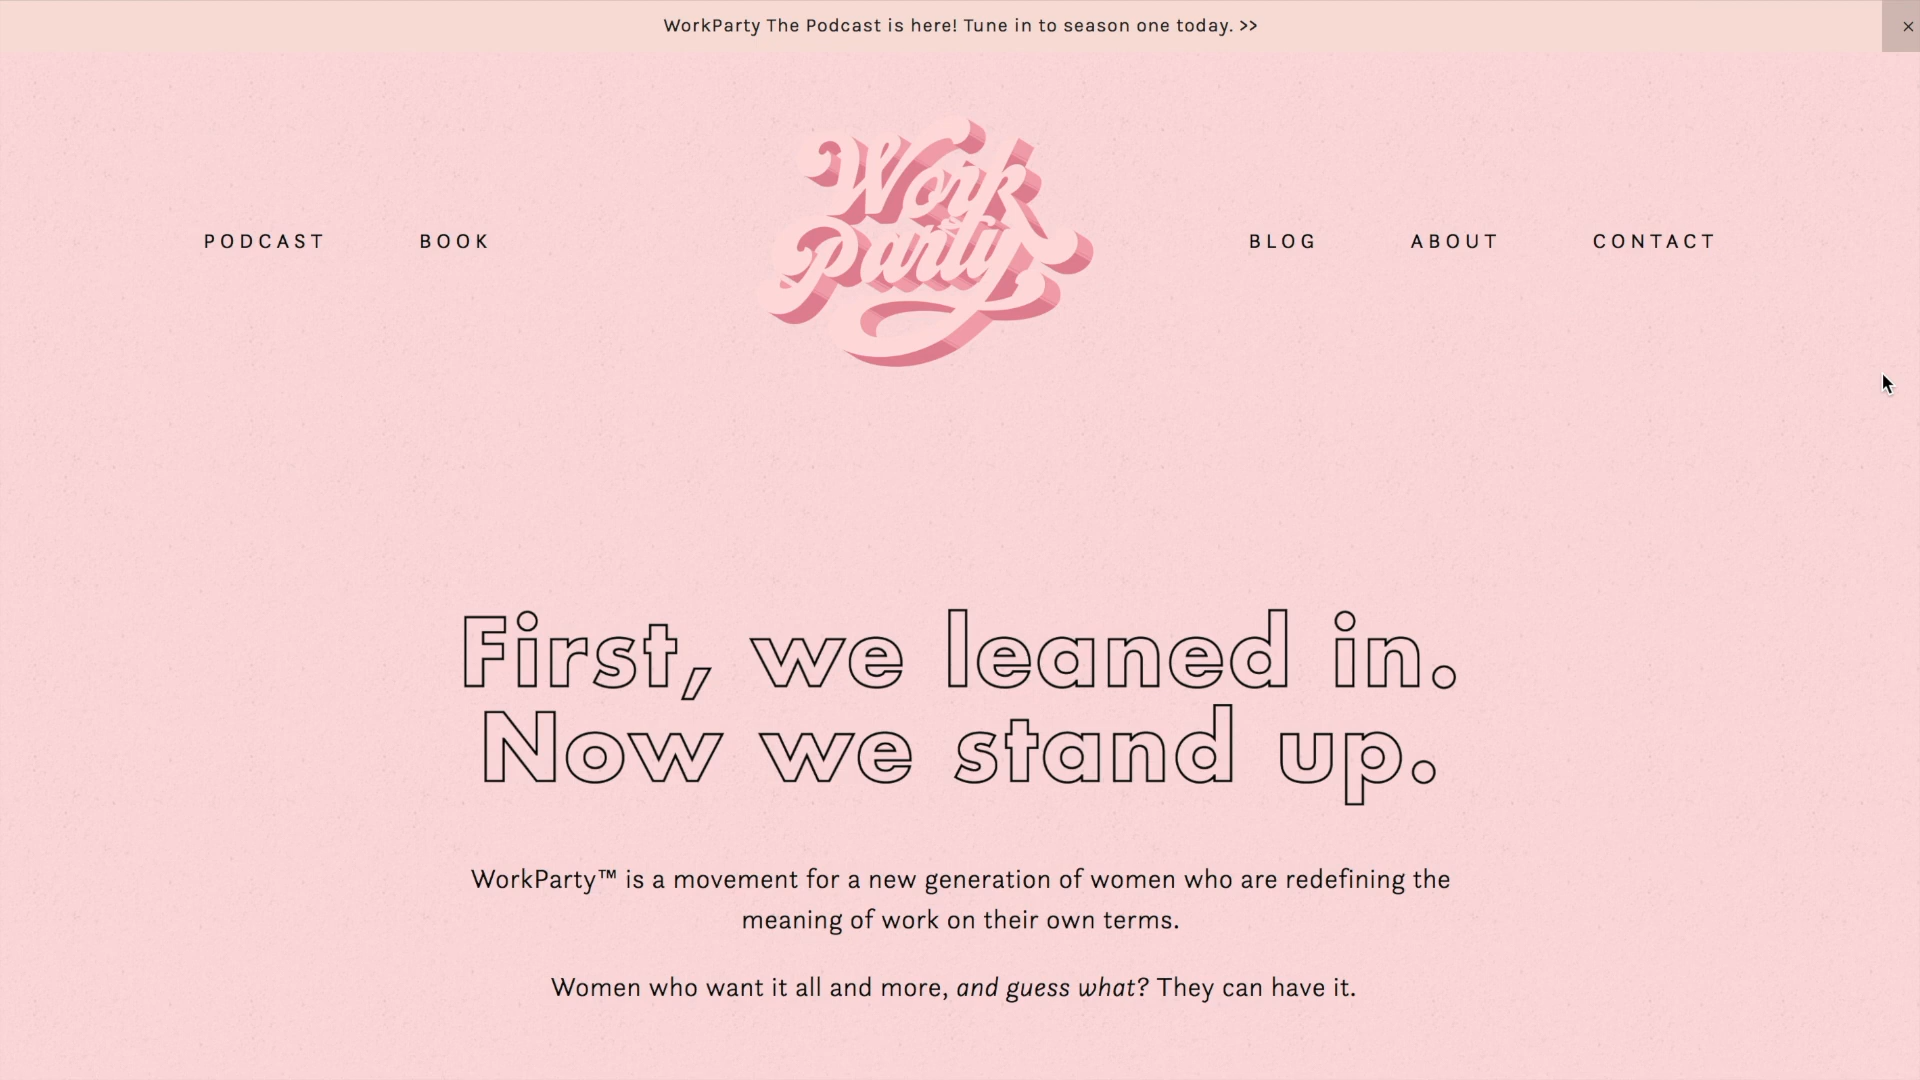 WorkParty The Podcast is here! Tune in to season one today. >>
×
PODCAST
BOOK
Work
Party
BLOG
ABOUT
CONTACT
First, we leaned in.
Now we stand up.
WorkParty™ is a movement for a new generation of women who are redefining the
meaning of work on their own terms.
Women who want it all and more, and guess what? They can have it.